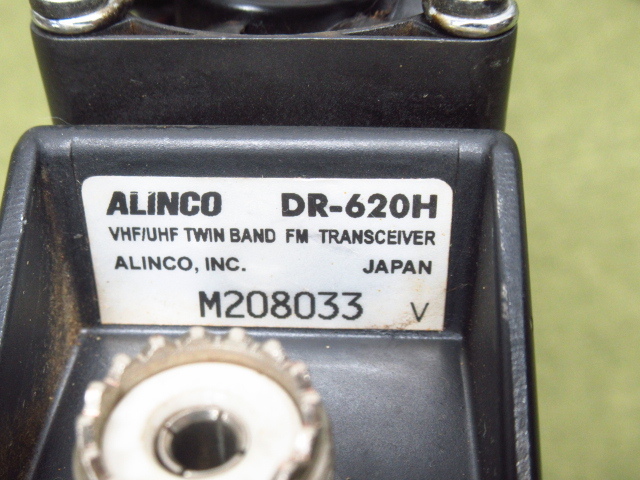 ALINCO DR-620H
VHF/UHF TWIN BAND FM TRANSCEIVER
ALINCO, INC. JAPAN
M208033 V